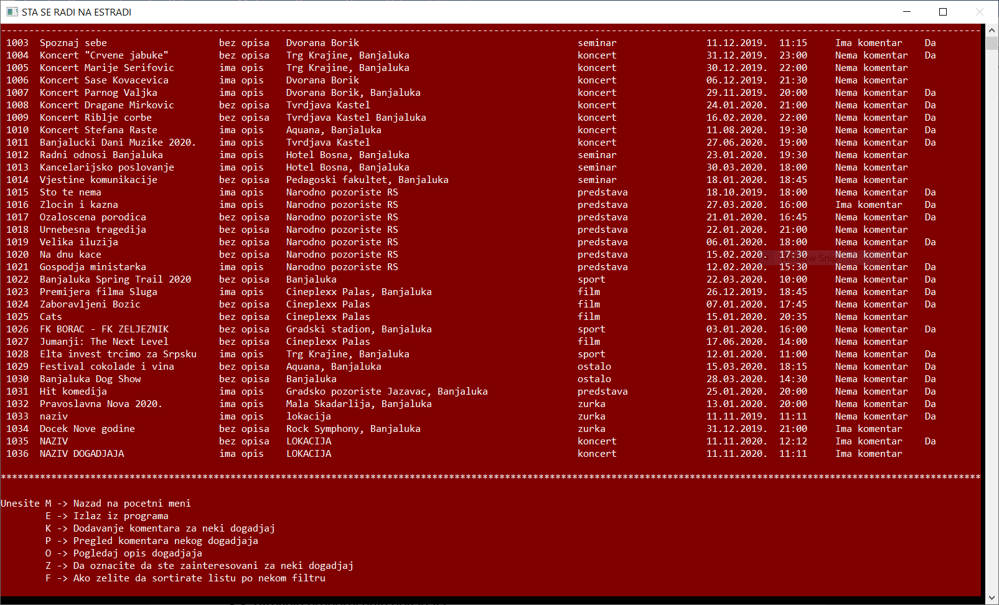 STA SE RADI NA ESTRADI
1003 Spoznaj sebe bez opisa Dvorana Borik seminar 11.12.2019. 11:15 Ima komentar Da
1004 Koncert "Crvene jabuke" bez opisa Trg Krajine, Banjaluka koncert 31.12.2019. 23:00 Nema komentar Da
1005 Koncert Marije Serifovic ima opis Trg Krajine, Banjaluka koncert 30.12.2019. 22:00 Nema komentar
1006 Koncert Sase Kovacevica ima opis Dvorana Borik koncert 06.12.2019. 21:30 Nema komentar
1007 Koncert Parnog Valjka ima opis Dvorana Borik, Banjaluka koncert 29.11.2019. 20:00 Nema komentar Da
1008 Koncert Dragane Mirkovic bez opisa Tvrdjava Kastel koncert 24.01.2020. 21:00 Nema komentar Da
1009 Koncert Riblje corbe bez opisa Tvrdjava Kastel Banjaluka koncert 16.02.2020. 22:00 Nema komentar Da
1010 Koncert Stefana Raste ima opis Aquana, Banjaluka koncert 11.08.2020. 19:30 Nema komentar Da
1011 Banjalucki Dani Muzike 2020. ima opis Tvrdjava Kastel koncert 27.06.2020. 19:00 Nema komentar Da
1012 Radni odnosi Banjaluka ima opis Hotel Bosna, Banjaluka seminar 23.01.2020. 19:30 Nema komentar
1013 Kancelarijsko poslovanje ima opis Hotel Bosna, Banjaluka seminar 30.03.2020. 18:00 Nema komentar
1014 Vjestine komunikacije bez opisa Pedagoski fakultet, Banjaluka seminar 18.01.2020. 18:45 Nema komentar
1015 Sto te nema ima opis Narodno pozoriste RS predstava 18.10.2019. 18:00 Nema komentar Da
1016 Zlocin i kazna ima opis Narodno pozoriste RS predstava 27.03.2020. 16:00 Ima komentar Da
1017 Ozaloscena porodica bez opisa Narodno pozoriste RS predstava 21.01.2020. 16:45 Nema komentar Da
1018 Urnebesna tragedija bez opisa Narodno pozoriste RS predstava 22.01.2020. 21:00 Nema komentar
1019 Velika iluzija bez opisa Narodno pozoriste RS predstava 06.01.2020. 18:00 Nema komentar Da
1020 Na dnu kace bez opisa Narodno pozoriste RS predstava 15.02.2020. 17:30 Nema komentar
1021 Gospodja ministarka ima opis Narodno pozoriste RS predstava 12.02.2020. 15:30 Nema komentar Da
1022 Banjaluka Spring Trail 2020 bez opisa Banjaluka sport 22.03.2020. 10:00 Nema komentar Da
1023 Premijera filma Sluga ima opis Cineplexx Palas, Banjaluka film 26.12.2019. 18:45 Nema komentar Da
1024 Zaboravljeni Bozic bez opisa Cineplexx Palas film 07.01.2020. 17:45 Nema komentar Da
1025 Cats bez opisa Cineplexx Palas film 15.01.2020. 20:35 Nema komentar
1026 FK BORAC - FK ZELJEZNIK bez opisa Gradski stadion, Banjaluka sport 03.01.2020. 16:00 Nema komentar Da
1027 Jumanji: The Next Level bez opisa Cineplexx Palas film 17.06.2020. 14:00 Nema komentar
1028 Elta invest trcimo za Srpsku ima opis Trg Krajine, Banjaluka sport 12.01.2020. 11:00 Nema komentar Da
1029 Festival cokolade i vina bez opisa Aquana, Banjaluka ostalo 15.03.2020. 18:15 Nema komentar Da
1030 Banjaluka Dog Show bez opisa Banjaluka ostalo 28.03.2020. 14:30 Nema komentar Da
1031 Hit komedija ima opis Gradsko pozoriste Jazavac, Banjaluka predstava 25.01.2020. 20:00 Nema komentar Da
1032 Pravoslavna Nova 2020. ima opis Mala Skadarlija, Banjaluka zurka 13.01.2020. 20:00 Nema komentar Da
1033 naziv ima opis lokacija zurka 11.11.2019. 11:11 Nema komentar Da
1034 Docek Nove godine bez opisa Rock Symphony, Banjaluka zurka 31.12.2019. 21:00 Ima komentar
1035 NAZIV bez opisa LOKACIJA koncert 11.11.2020. 12:12 Ima komentar Da
1036 NAZIV DOGADJAJA ima opis LOKACIJA koncert 11.11.2020. 11:11 Ima komentar
Unesite M -> Nazad na pocetni meni
E -> Izlaz iz programa
K -> Dodavanje komentara za neki dogadjaj
P -> Pregled komentara nekog dogadjaja
O -> Pogledaj opis dogadjaja
Z -> Da oznacite da ste zainteresovani za neki dogadjaj
F -> Ako zelite da sortirate listu po nekom filtru